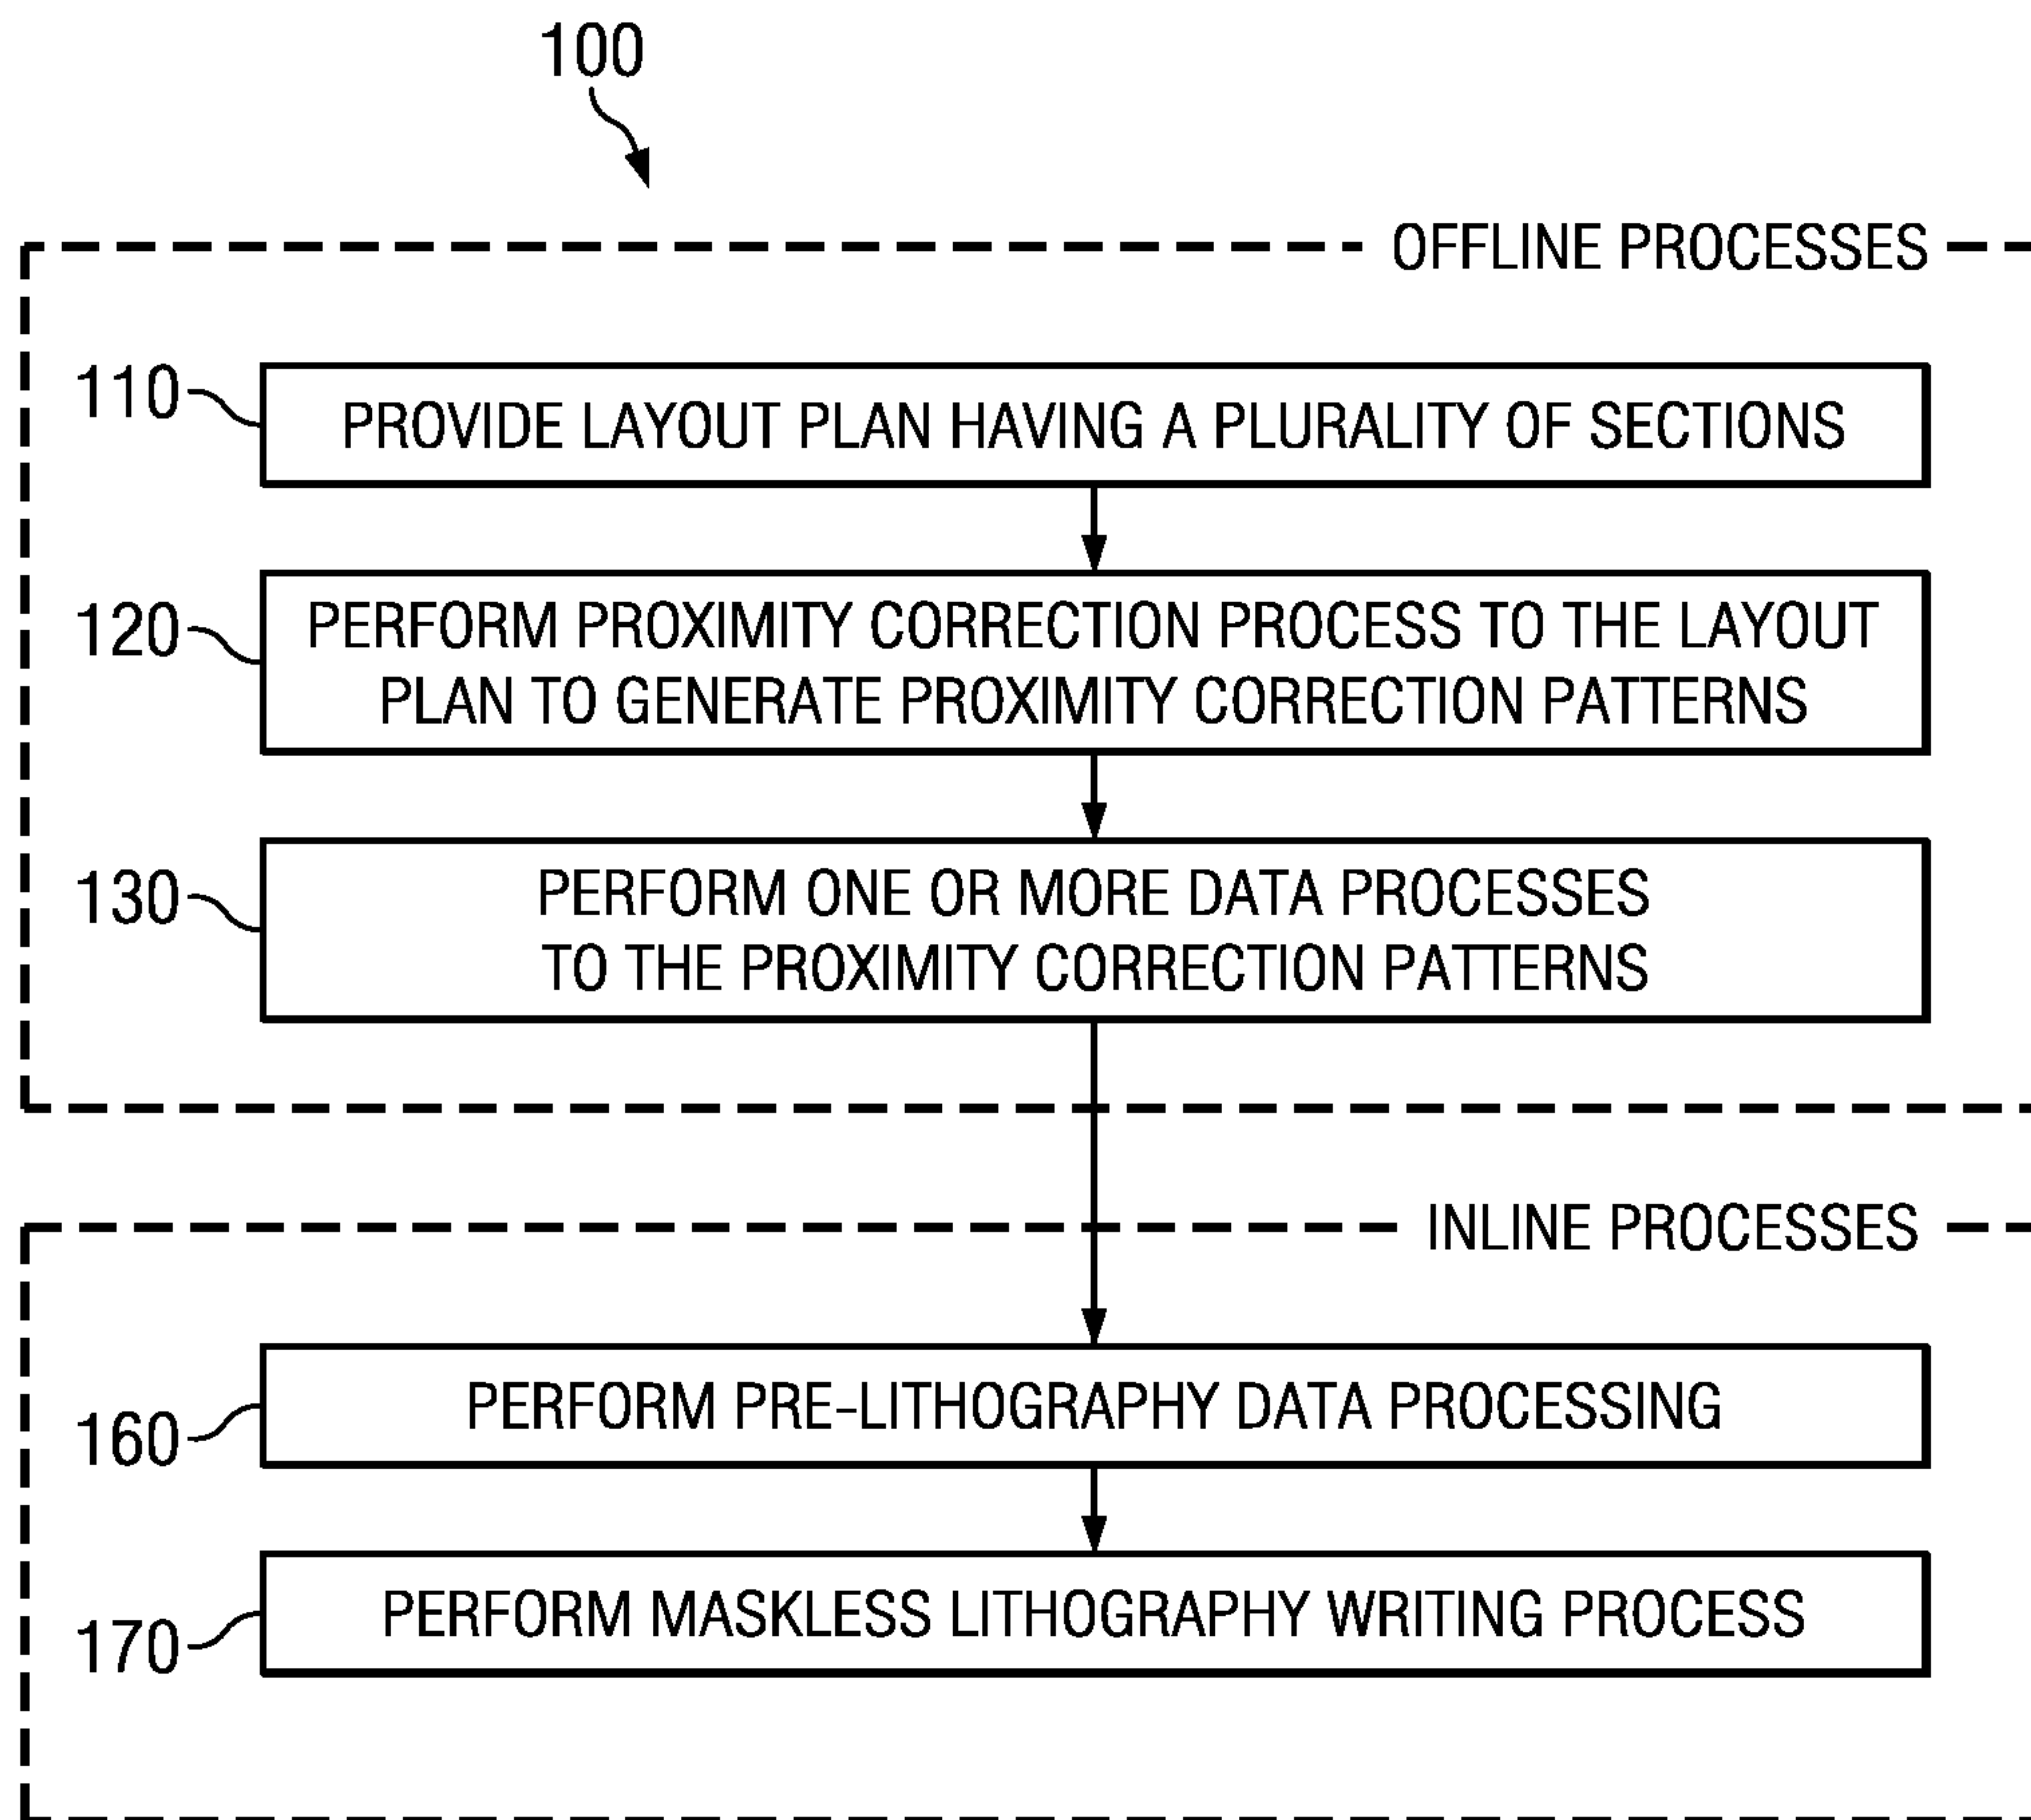 100
OFFLINE PROCESSES
110
PROVIDE LAYOUT PLAN HAVING A PLURALITY OF SECTIONS
120
PERFORM PROXIMITY CORRECTION PROCESS TO THE LAYOUT
PLAN TO GENERATE PROXIMITY CORRECTION PATTERNS
130
PERFORM ONE OR MORE DATA PROCESSES
TO THE PROXIMITY CORRECTION PATTERNS
INLINE PROCESSES
160
PERFORM PRE-LITHOGRAPHY DATA PROCESSING
170
PERFORM MASKLESS LITHOGRAPHY WRITING PROCESS